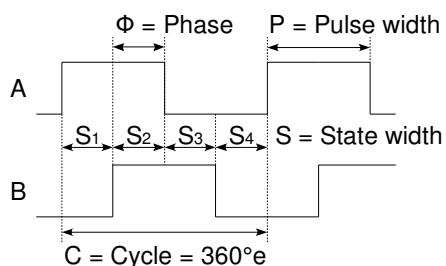 Φ = Phase P = Pulse width
A
S1 S2 S3 S4 S = State width
B
C = Cycle = 360°e